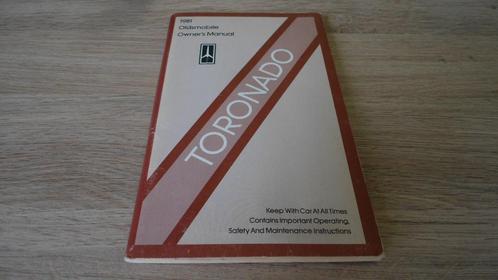 1981
Oldsmobile
Owner's Manual
TORONADO
Keep With Car At All Times
Contains Important Operating,
Safety And Maintenance Instructions